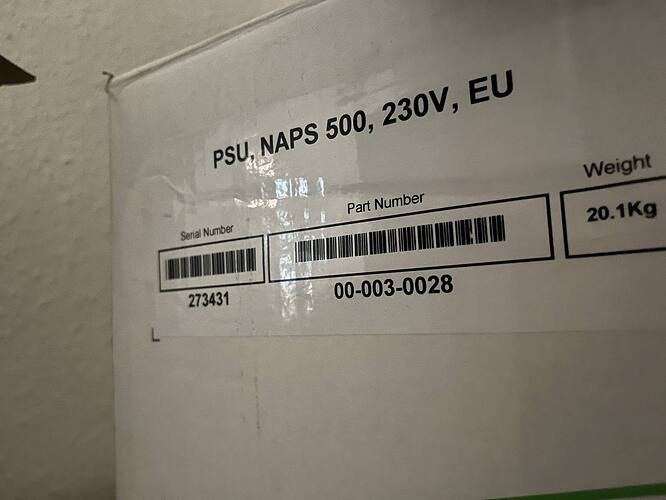 PSU, NAPS 500, 230V, EU
Serial Number
Part Number
Weight
273431
00-003-0028
20.1Kg
L